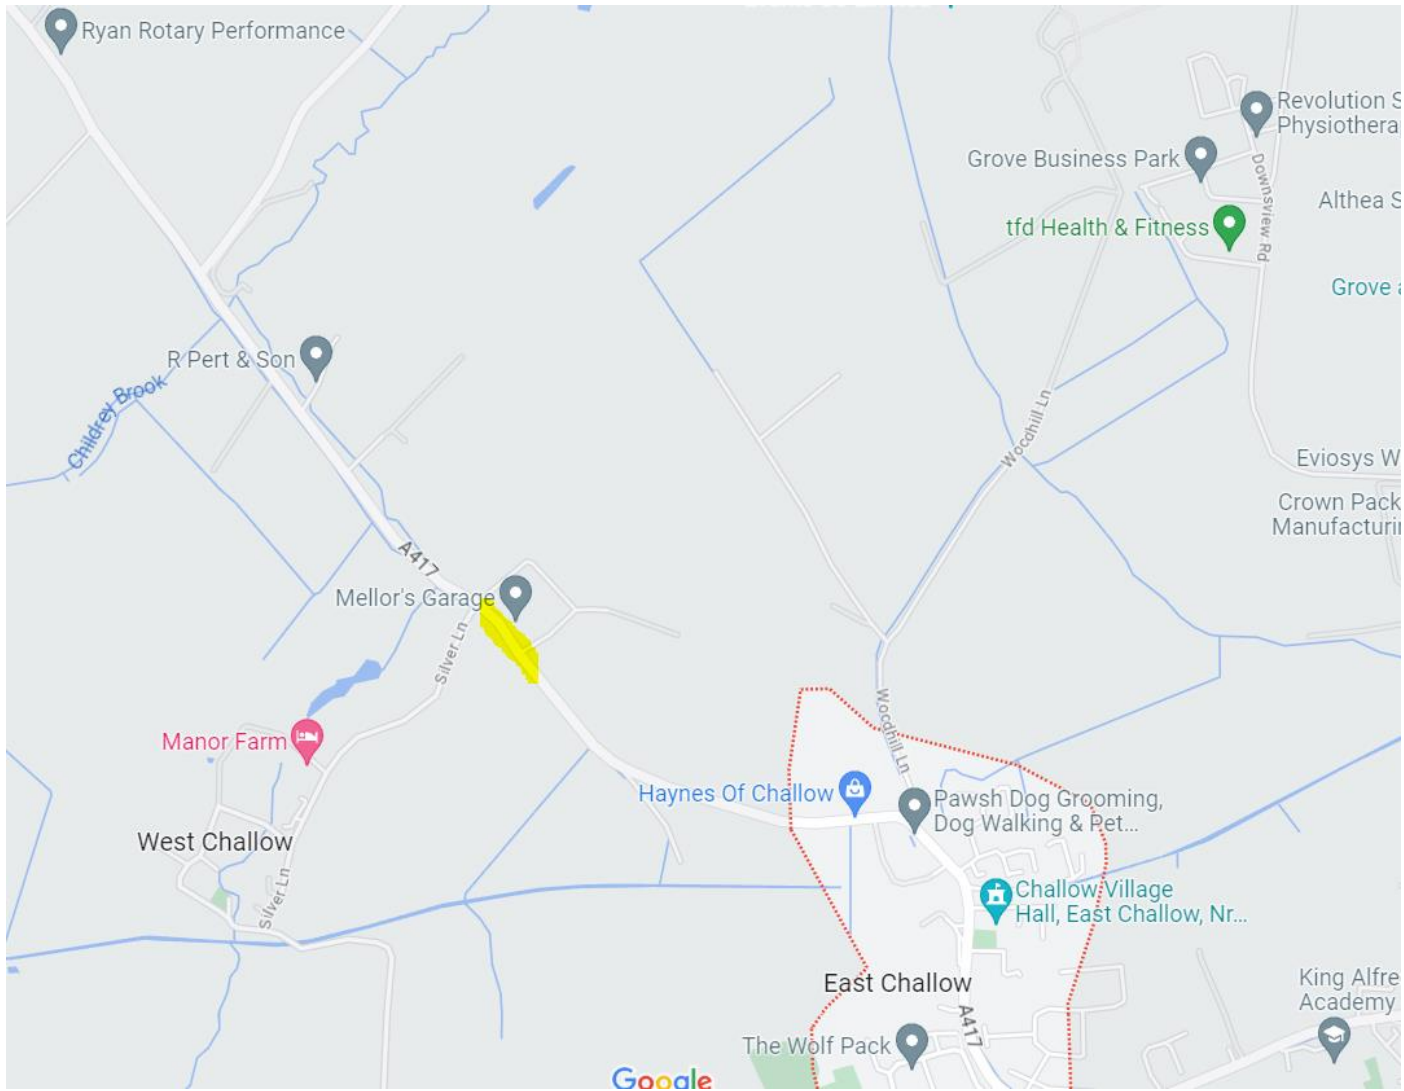 Ryan Rotary Performance
Revolution S
Physiothera
Grove Business Park
Downsview Rd
Althea S
tfd Health & Fitness
Grove a
R Pert & Son
Childrey Brook
Woodhill Ln
Eviosys W
Crown Pack
Manufacturi
A417
Mellor's Garage
Silver Ln
Woodhill Ln
Manor Farm
Haynes Of Challow
Pawsh Dog Grooming,
Dog Walking & Pet...
West Challow
Silver Ln
Challow Village
Hall, East Challow, Nr...
East Challow
King Alfre
Academy
A417
The Wolf Pack
Google